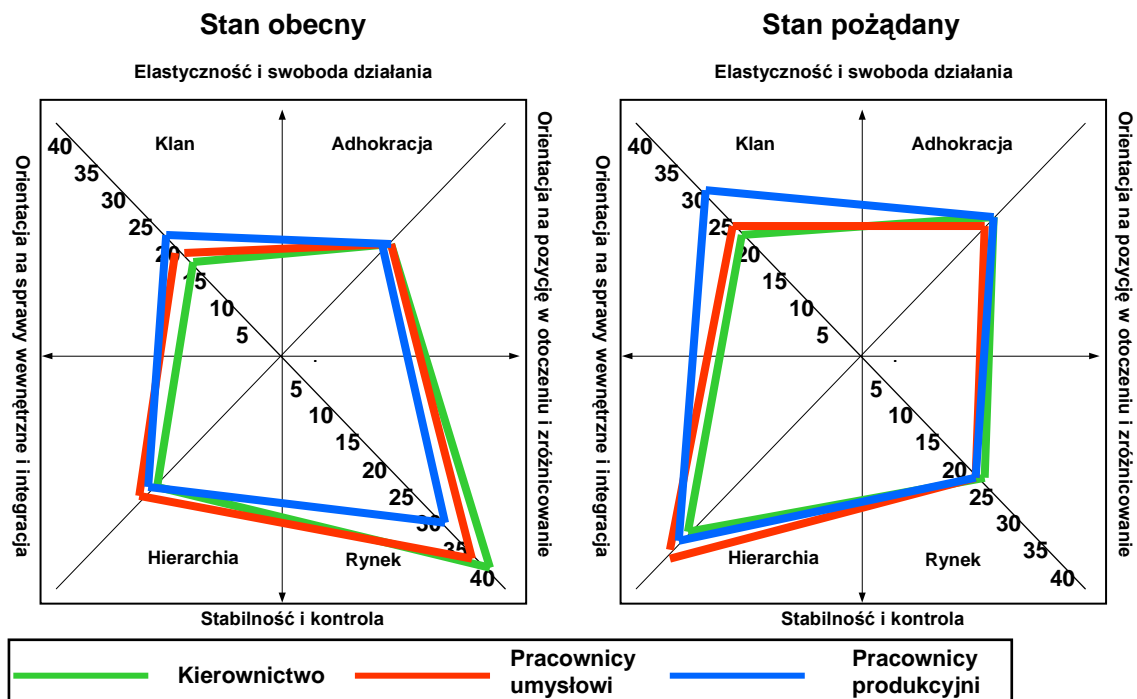 Stan obecny
Elastyczność i swoboda działania
Orientacja na sprawy wewnętrzne i integracja
Orientacja na pozycję w otoczeniu i zróżnicowanie
Klan
Adhokracja
40
35
30
25
20
15
10
5
5
10
15
20
25
30
35
40
Hierarchia
Rynek
Stabilność i kontrola
Stan pożądany
Elastyczność i swoboda działania
Orientacja na sprawy wewnętrzne i integracja
Orientacja na pozycję w otoczeniu i zróżnicowanie
Klan
Adhokracja
40
35
30
25
20
15
10
5
5
10
15
20
25
30
35
40
Hierarchia
Rynek
Stabilność i kontrola
Kierownictwo
Pracownicy
umysłowi
Pracownicy
produkcyjni